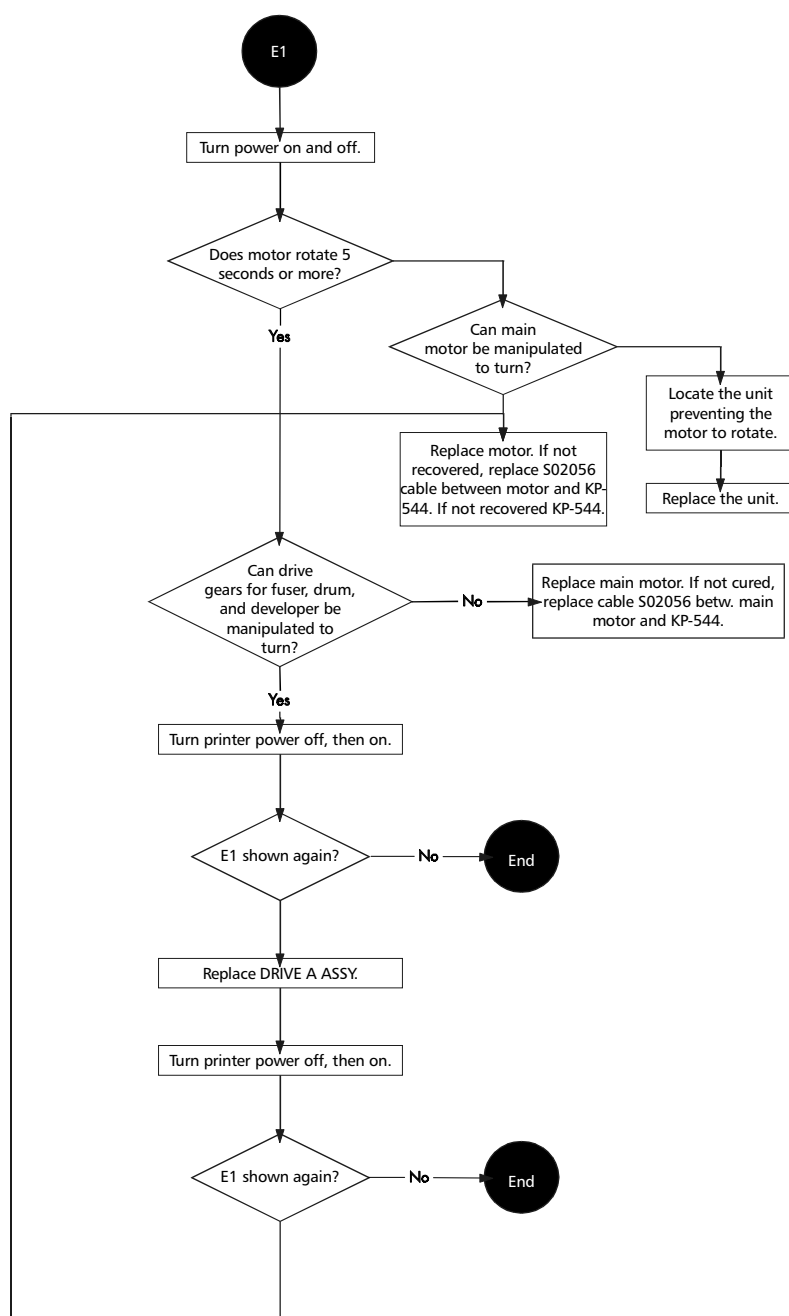 E1
Turn power on and off.
Does motor rotate 5
seconds or more?
Yes
Can main
motor be manipulated
to turn?
Locate the unit
preventing the
motor to rotate.
Replace the unit.
Replace motor. If not
recovered, replace S02056
cable between motor and KP-
544. If not recovered KP-544.
Can drive
gears for fuser, drum,
and developer be
manipulated to
turn?
No
Replace main motor. If not cured,
replace cable S02056 betw. main
motor and KP-544.
Yes
Turn printer power off, then on.
E1 shown again?
No
End
Replace DRIVE A ASSY.
Turn printer power off, then on.
E1 shown again?
No
End